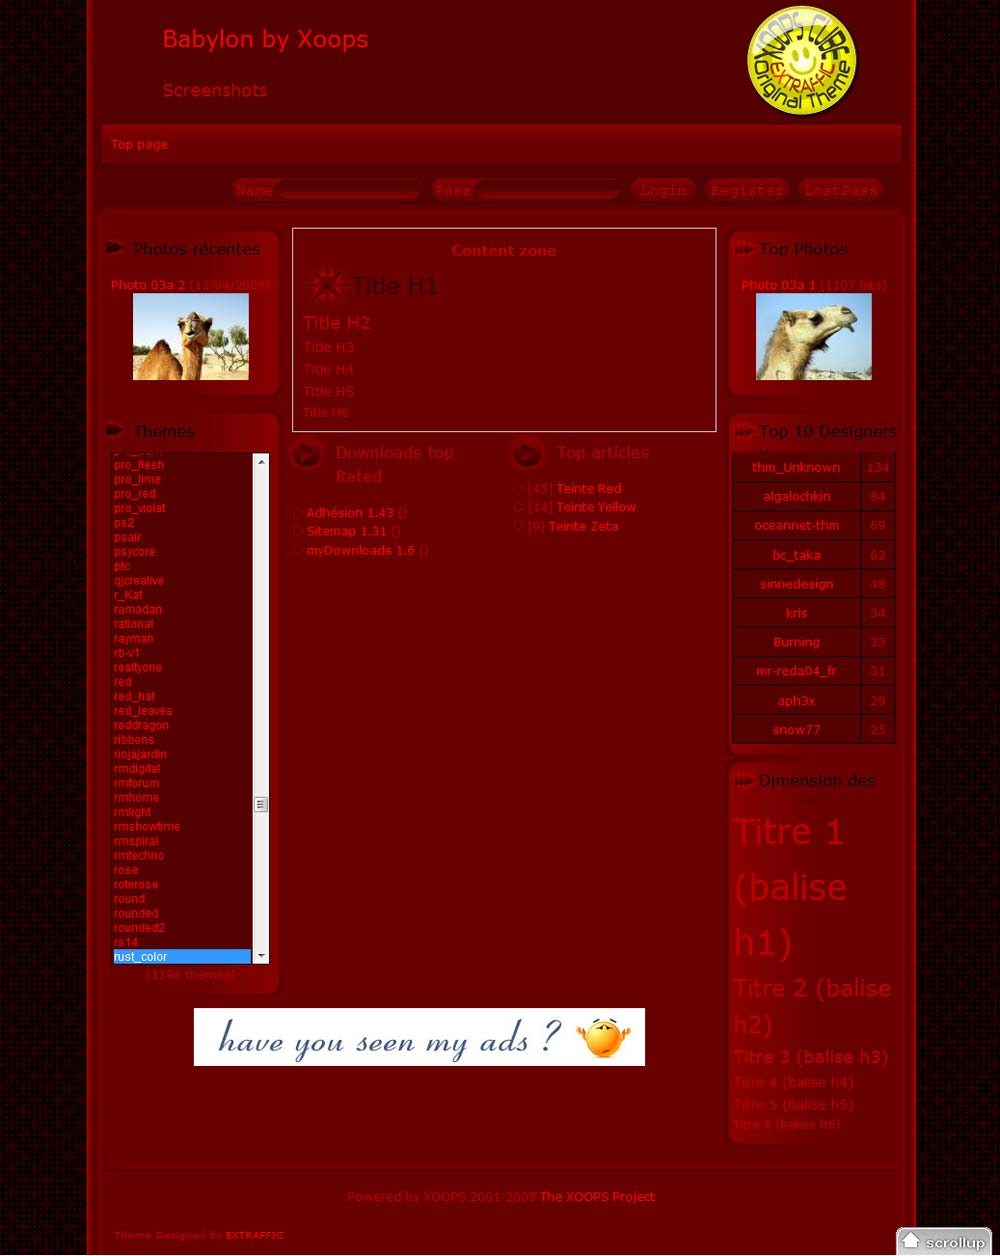 Babylon by Xoops
Screenshots
XOOPS CUBE
EXTRAFFIC
Original Theme
Top page
Name
Pass
Login
Register
LostPass
Photos récentes
Photo 03a 2 (12/04/2009)
Themes
pro_flesh
pro_lime
pro_red
pro_violet
ps2
psair
psycore
ptc
qjcreative
r_Kat
ramadan
rational
rayman
rb-v1
realtyone
red
red_hat
red_leaves
reddragon
ribbons
riojajardin
rmdigital
rmforum
rmhome
rmlight
rmshowtime
rmspiral
rmtechno
rose
roterose
round
rounded
rounded2
rs14
rust_color
(1196 thèmes)
Content zone
Title H1
Title H2
Title H3
Title H4
Title H5
Title H6
Downloads top
Rated
Adhésion 1.43 ()
Sitemap 1.31 ()
myDownloads 1.6 ()
Top articles
[45] Teinte Red
[14] Teinte Yellow
[9] Teinte Zeta
Top Photos
Photo 03a 1 (1107 hits)
Top 10 Designers
thm_Unknown 134
algalochkin 84
oceannet-thm 69
bc_taka 62
sinnedesign 48
kris 34
Burning 33
mr-reda04_fr 31
aph3x 29
snow77 25
Dimension des
Titre 1
(balise
h1)
Titre 2 (balise
h2)
Titre 3 (balise h3)
Titre 4 (balise h4)
Titre 5 (balise h5)
Titre 6 (balise h6)
have you seen my ads ?
Powered by XOOPS 2001-2009 The XOOPS Project
Theme Designed by EXTRAFFIC
scrollup